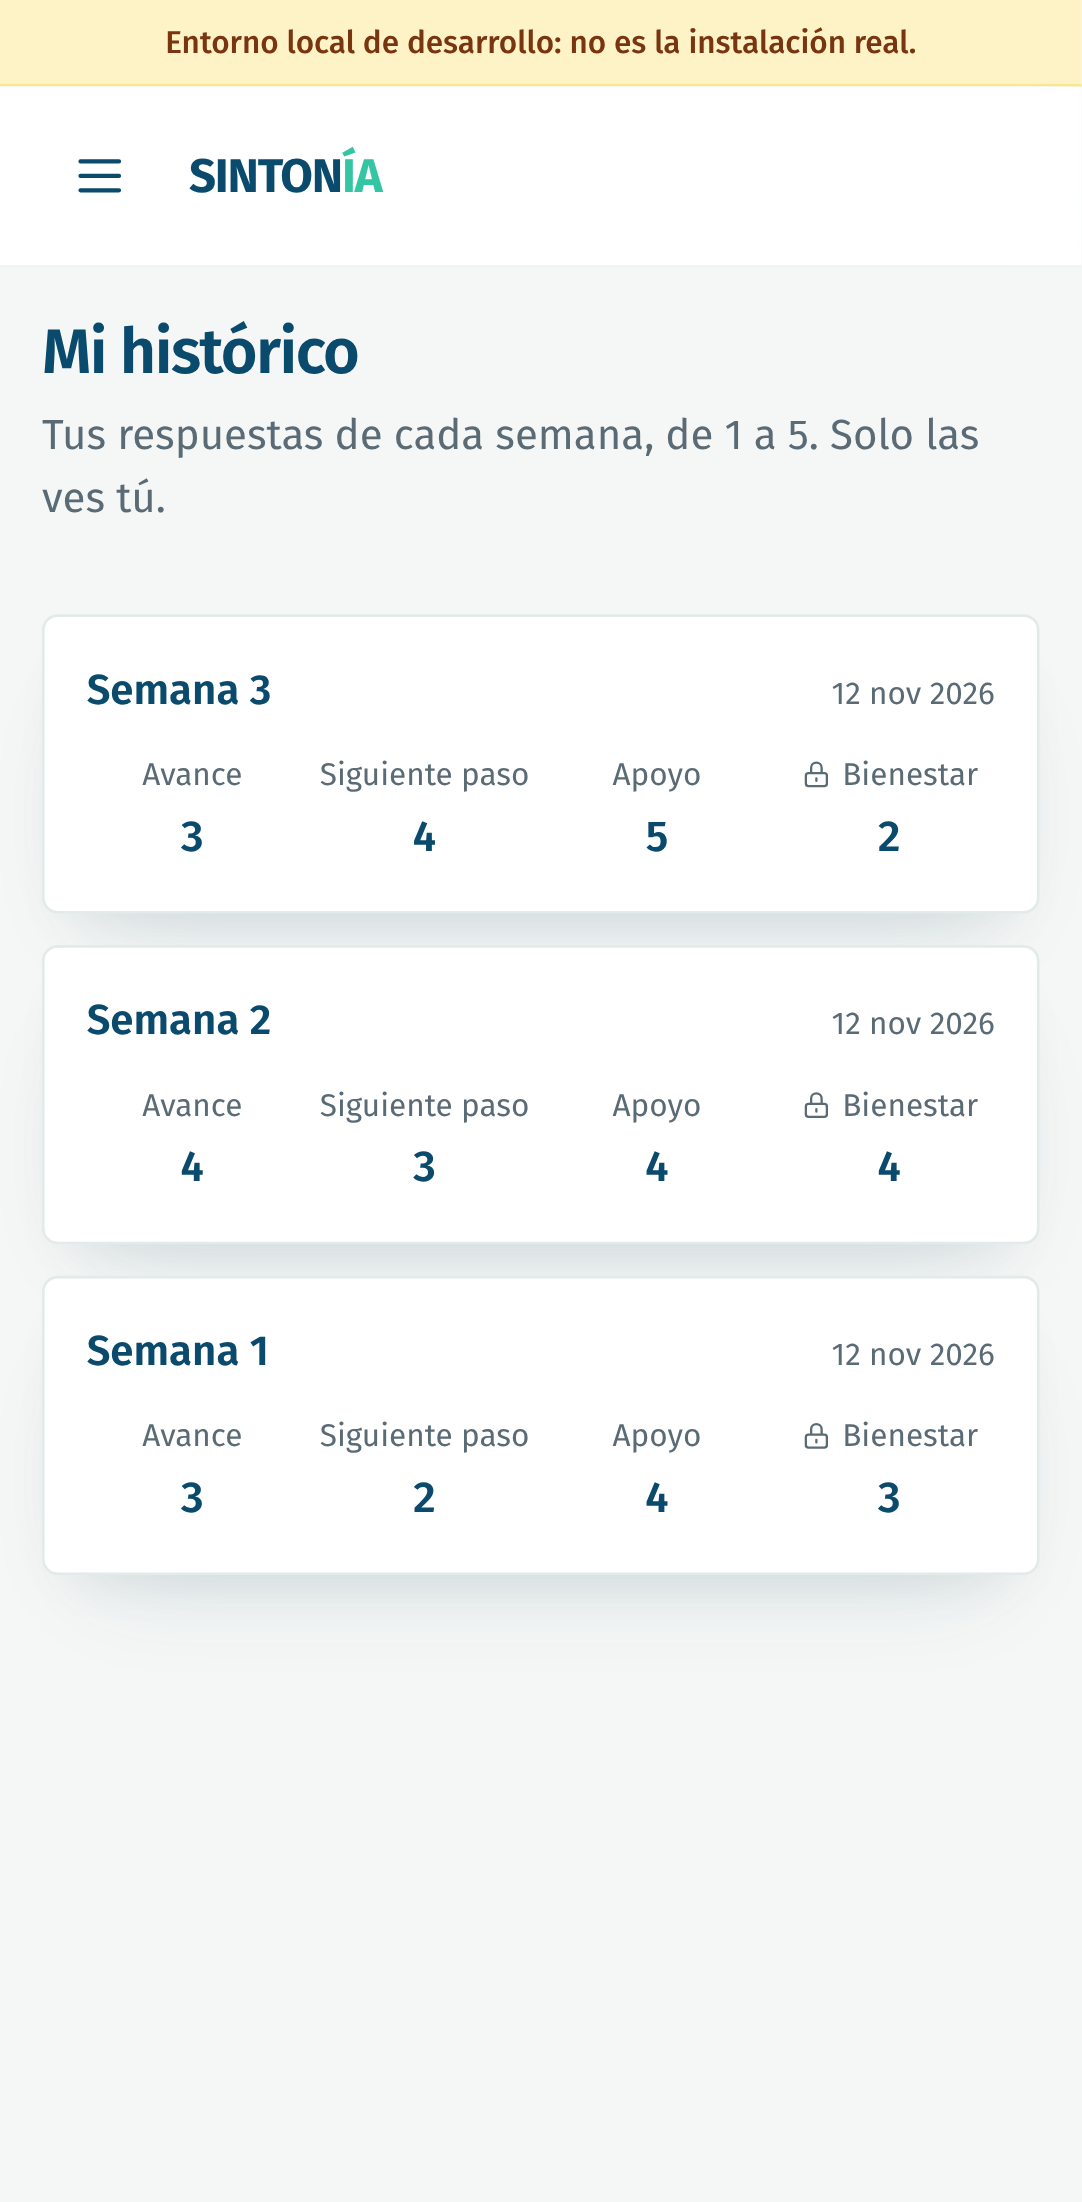 Entorno local de desarrollo: no es la instalación real.
SINTONÍA
Mi histórico
Tus respuestas de cada semana, de 1 a 5. Solo las
ves tú.
Semana 3 12 nov 2026
Avance Siguiente paso Apoyo Bienestar
3 4 5 2
Semana 2 12 nov 2026
Avance Siguiente paso Apoyo Bienestar
4 3 4 4
Semana 1 12 nov 2026
Avance Siguiente paso Apoyo Bienestar
3 2 4 3